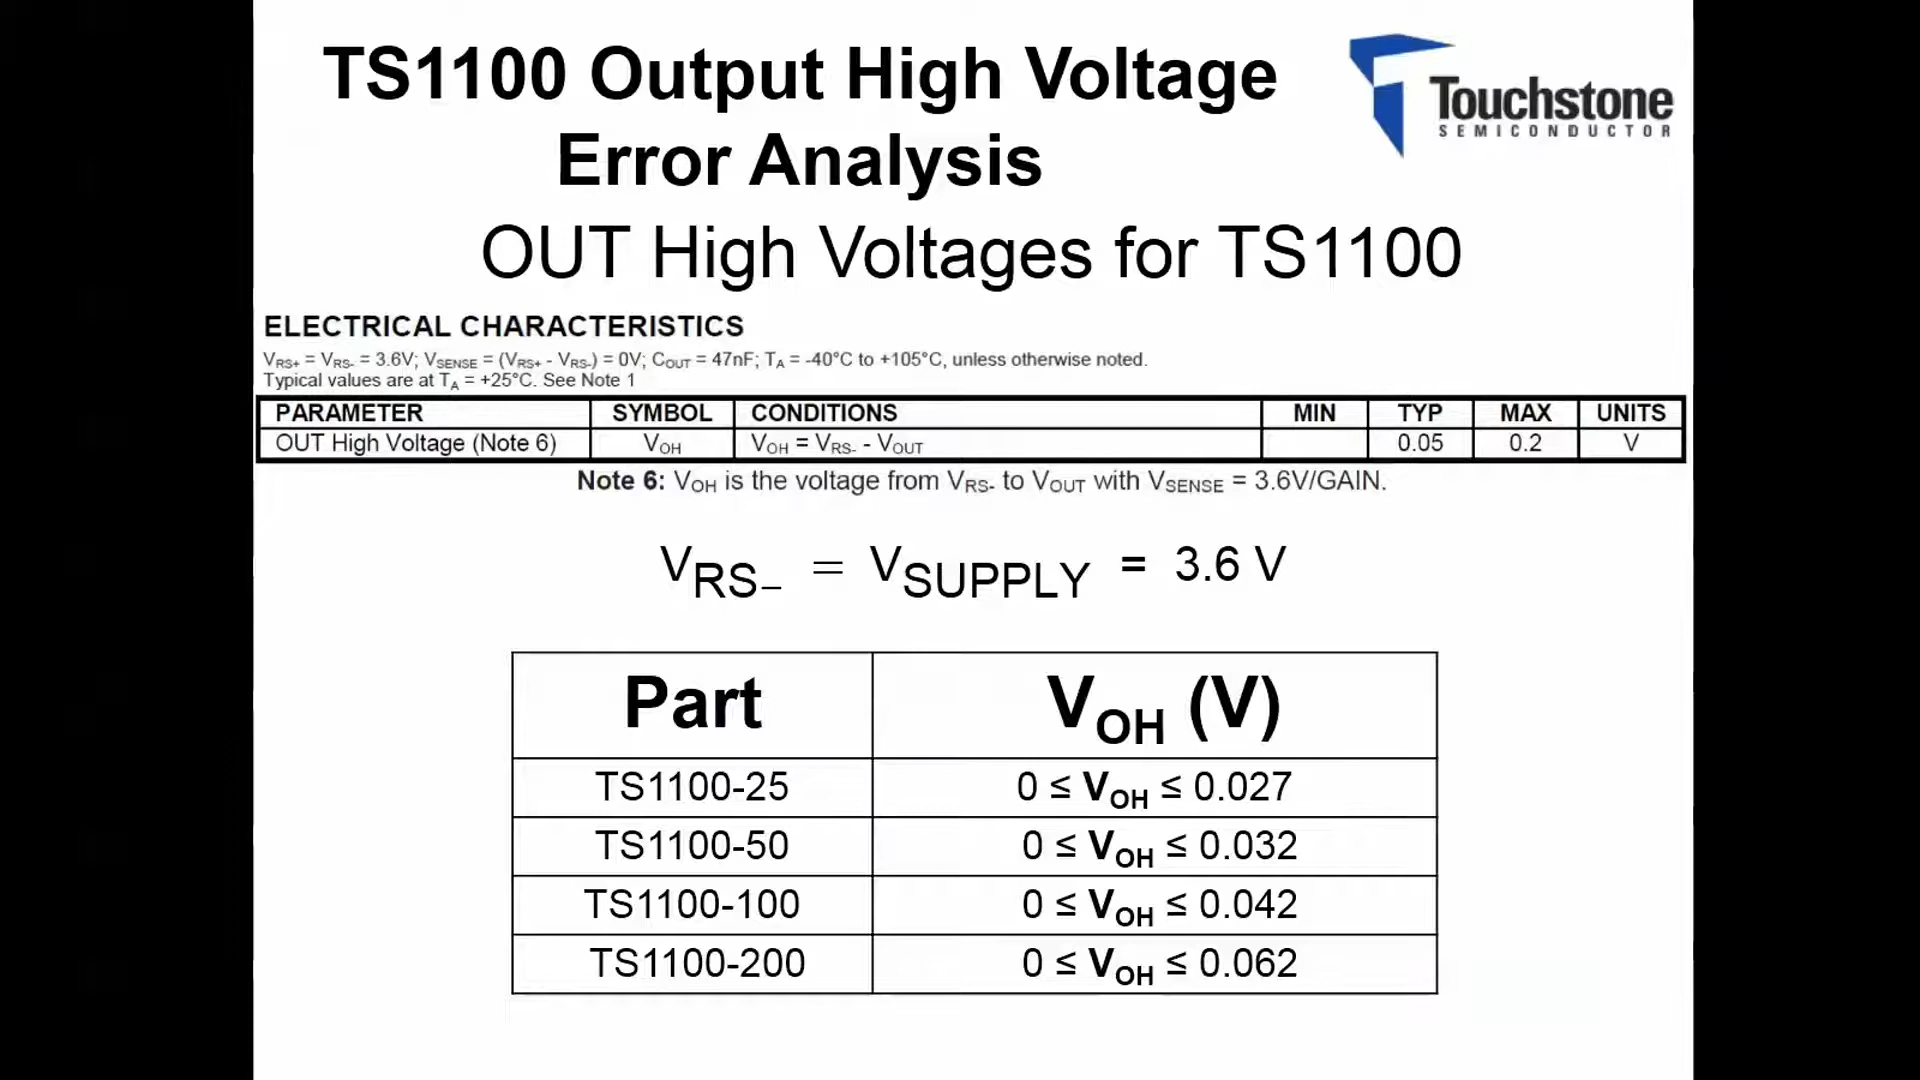 TS1100 Output High Voltage
Error Analysis
Touchstone
SEMICONDUCTOR
OUT High Voltages for TS1100
ELECTRICAL CHARACTERISTICS
VRS+ = VRS- = 3.6V; VSENSE = (VRS+ - VRS-) = 0V; COUT = 47nF; TA = -40°C to +105°C, unless otherwise noted.
Typical values are at TA = +25°C. See Note 1
PARAMETER SYMBOL CONDITIONS MIN TYP MAX UNITS
OUT High Voltage (Note 6) VOH VOH = VRS- - VOUT 0.05 0.2 V
Note 6: VOH is the voltage from VRS- to VOUT with VSENSE = 3.6V/GAIN.
VRS– = VSUPPLY = 3.6 V
Part VOH (V)
TS1100-25 0 ≤ VOH ≤ 0.027
TS1100-50 0 ≤ VOH ≤ 0.032
TS1100-100 0 ≤ VOH ≤ 0.042
TS1100-200 0 ≤ VOH ≤ 0.062